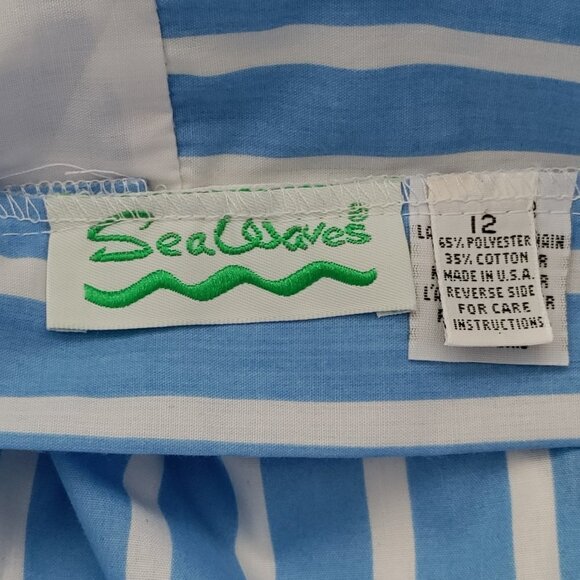 SeaWaves®
12
65% POLYESTER
35% COTTON
MADE IN U.S.A.
REVERSE SIDE
FOR CARE
INSTRUCTIONS